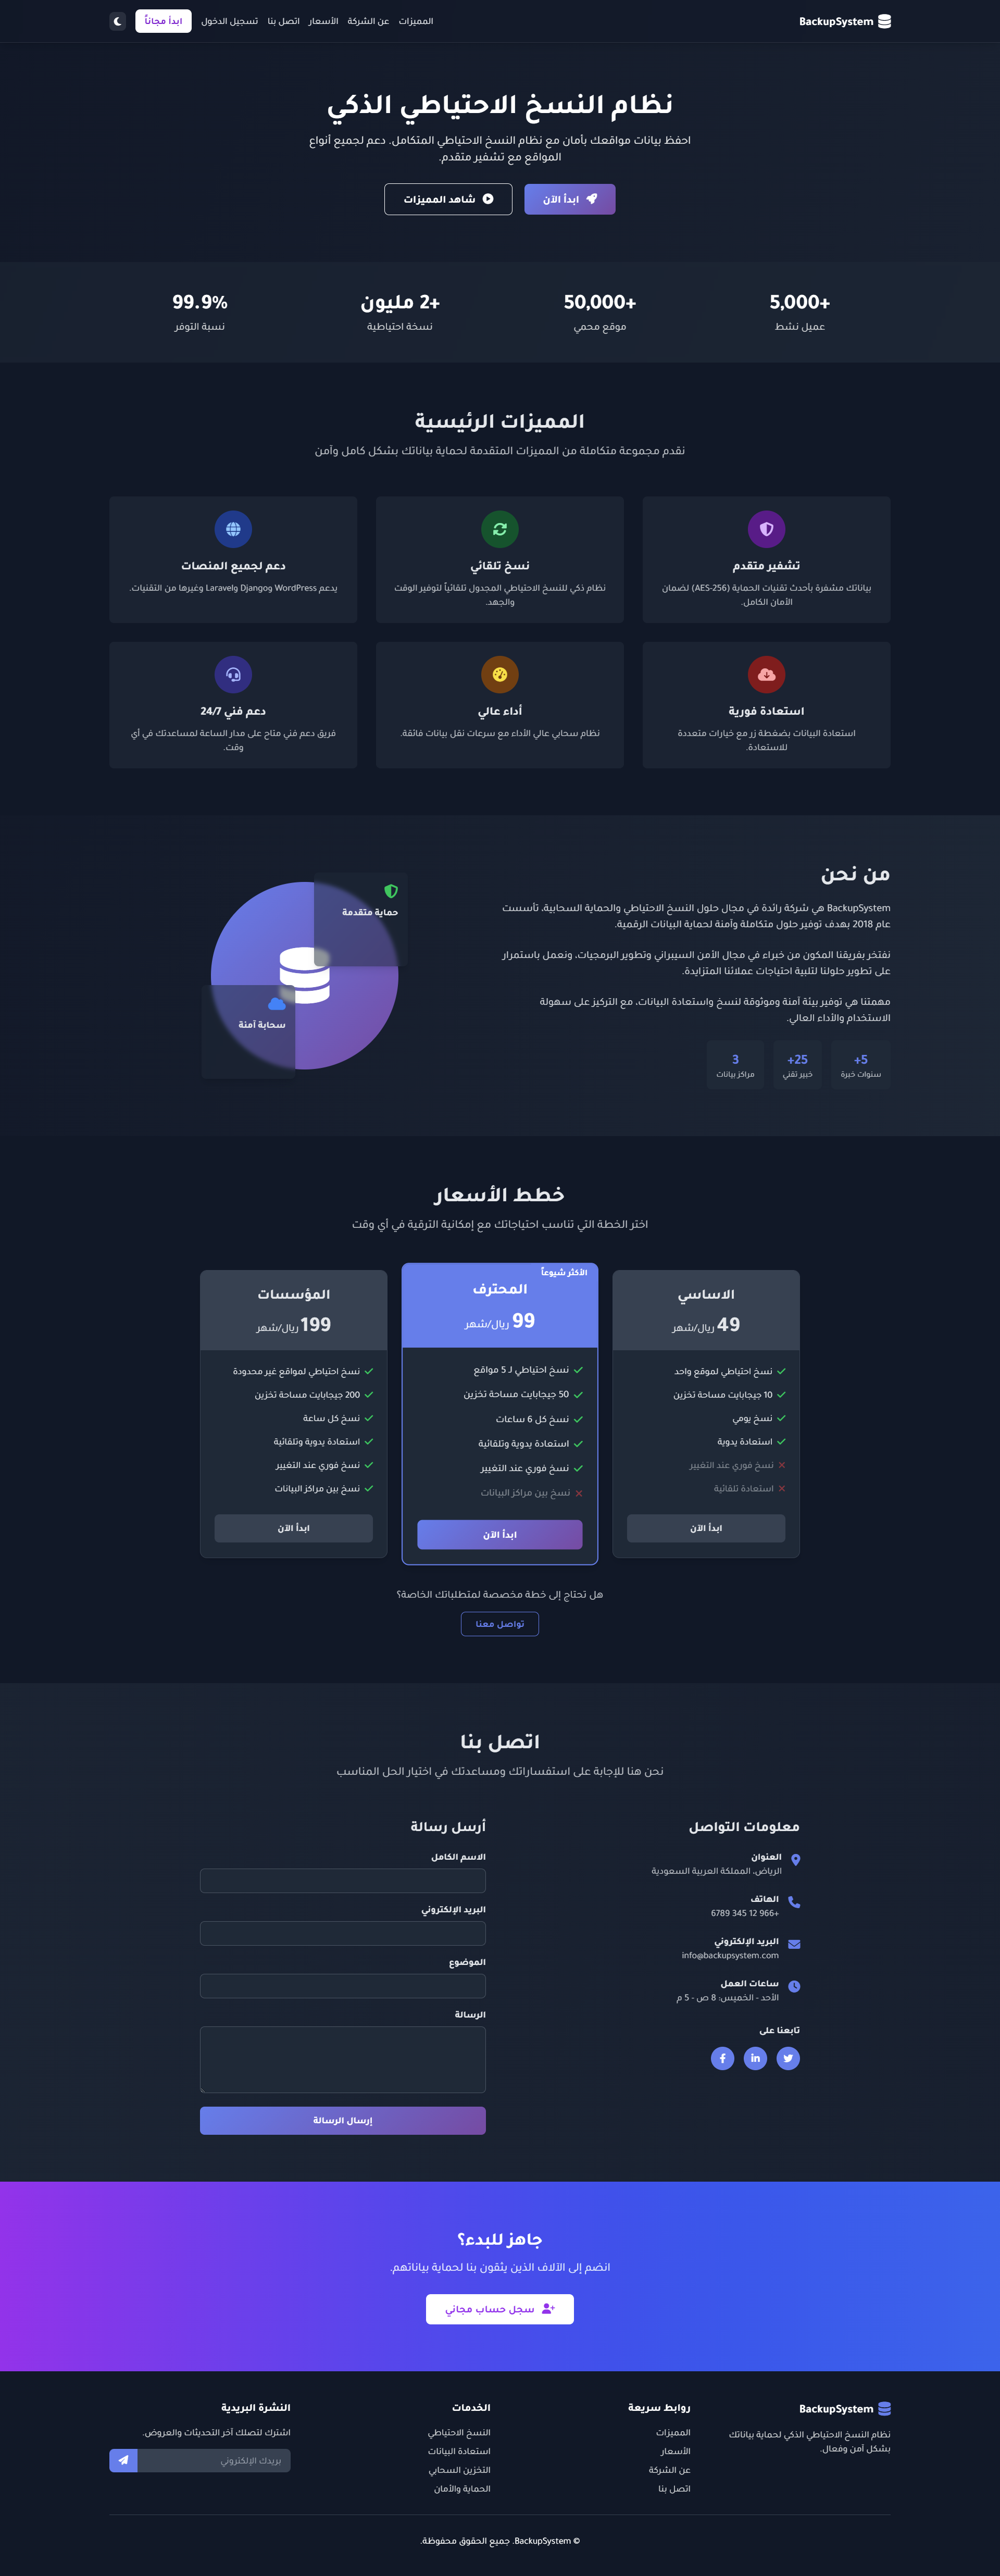 BackupSystem
المميزات
عن الشركة
الأسعار
اتصل بنا
تسجيل الدخول
ابدأ مجاناً
نظام النسخ الاحتياطي الذكي
احفظ بيانات مواقعك بأمان مع نظام النسخ الاحتياطي المتكامل. دعم لجميع أنواع
المواقع مع تشفير متقدم.
ابدأ الآن
شاهد المميزات
+5,000
عميل نشط
+50,000
موقع محمي
+2 مليون
نسخة احتياطية
99.9%
نسبة التوفر
المميزات الرئيسية
نقدم مجموعة متكاملة من المميزات المتقدمة لحماية بياناتك بشكل كامل وآمن
تشفير متقدم
بياناتك مشفرة بأحدث تقنيات الحماية (AES-256) لضمان
الأمان الكامل.
نسخ تلقائي
نظام ذكي للنسخ الاحتياطي المجدول تلقائياً لتوفير الوقت
والجهد.
دعم لجميع المنصات
يدعم WordPress وDjango وLaravel وغيرها من التقنيات.
استعادة فورية
استعادة البيانات بضغطة زر مع خيارات متعددة
للاستعادة.
أداء عالي
نظام سحابي عالي الأداء مع سرعات نقل بيانات فائقة.
دعم فني 24/7
فريق دعم فني متاح على مدار الساعة لمساعدتك في أي
وقت.
من نحن
BackupSystem هي شركة رائدة في مجال حلول النسخ الاحتياطي والحماية السحابية، تأسست
عام 2018 بهدف توفير حلول متكاملة وآمنة لحماية البيانات الرقمية.
نفتخر بفريقنا المكون من خبراء في مجال الأمن السيبراني وتطوير البرمجيات، ونعمل باستمرار
على تطوير حلولنا لتلبية احتياجات عملائنا المتزايدة.
مهمتنا هي توفير بيئة آمنة وموثوقة لنسخ واستعادة البيانات، مع التركيز على سهولة
الاستخدام والأداء العالي.
+5
سنوات خبرة
+25
خبير تقني
3
مراكز بيانات
حماية متقدمة
سحابة آمنة
خطط الأسعار
اختر الخطة التي تناسب احتياجاتك مع إمكانية الترقية في أي وقت
الاساسي
49 ريال/شهر
نسخ احتياطي لموقع واحد
10 جيجابايت مساحة تخزين
نسخ يومي
استعادة يدوية
نسخ فوري عند التغيير
استعادة تلقائية
ابدأ الآن
الأكثر شيوعاً
المحترف
99 ريال/شهر
نسخ احتياطي لـ 5 مواقع
50 جيجابايت مساحة تخزين
نسخ كل 6 ساعات
استعادة يدوية وتلقائية
نسخ فوري عند التغيير
نسخ بين مراكز البيانات
ابدأ الآن
المؤسسات
199 ريال/شهر
نسخ احتياطي لمواقع غير محدودة
200 جيجابايت مساحة تخزين
نسخ كل ساعة
استعادة يدوية وتلقائية
نسخ فوري عند التغيير
نسخ بين مراكز البيانات
ابدأ الآن
هل تحتاج إلى خطة مخصصة لمتطلباتك الخاصة؟
تواصل معنا
اتصل بنا
نحن هنا للإجابة على استفساراتك ومساعدتك في اختيار الحل المناسب
معلومات التواصل
العنوان
الرياض، المملكة العربية السعودية
الهاتف
+966 12 345 6789
البريد الإلكتروني
info@backupsystem.com
ساعات العمل
الأحد - الخميس: 8 ص - 5 م
تابعنا على
أرسل رسالة
الاسم الكامل
البريد الإلكتروني
الموضوع
الرسالة
إرسال الرسالة
جاهز للبدء؟
انضم إلى الآلاف الذين يثقون بنا لحماية بياناتهم.
سجل حساب مجاني
BackupSystem
نظام النسخ الاحتياطي الذكي لحماية بياناتك
بشكل آمن وفعال.
روابط سريعة
المميزات
الأسعار
عن الشركة
اتصل بنا
الخدمات
النسخ الاحتياطي
استعادة البيانات
التخزين السحابي
الحماية والأمان
النشرة البريدية
اشترك لتصلك آخر التحديثات والعروض.
بريدك الإلكتروني
© BackupSystem. جميع الحقوق محفوظة.